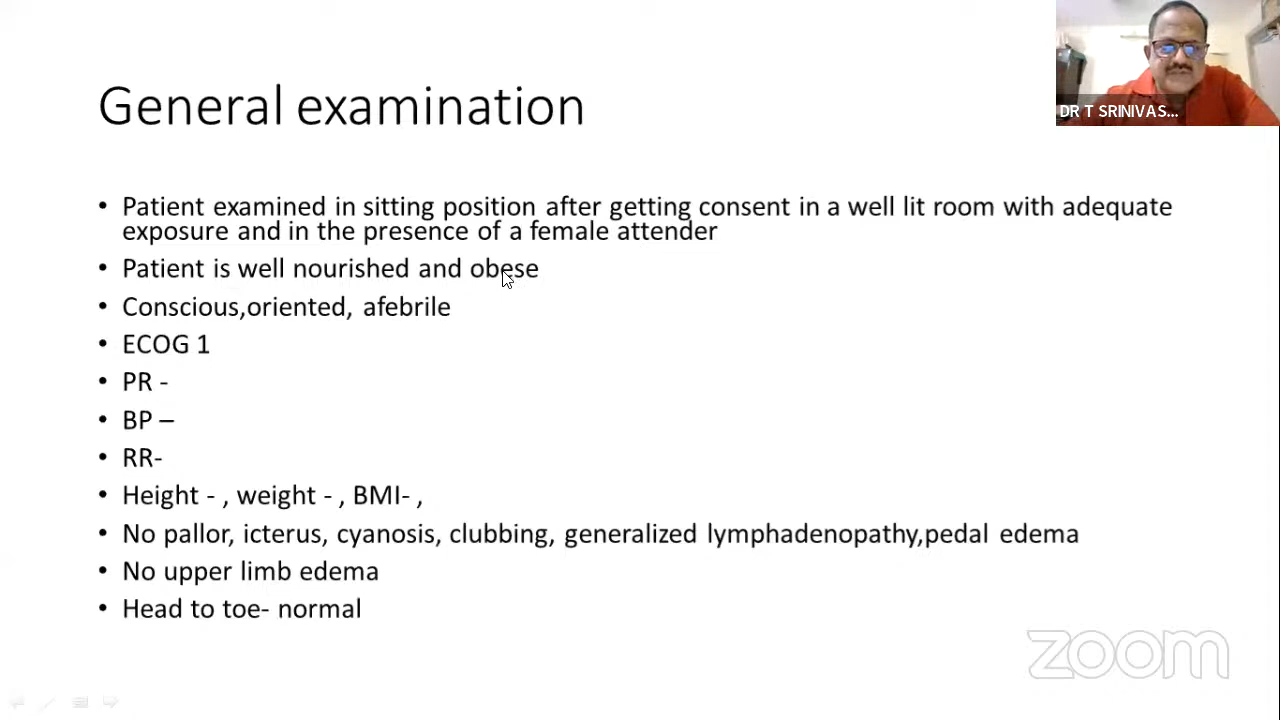 General examination
DR T SRINIVAS...
• Patient examined in sitting position after getting consent in a well lit room with adequate
exposure and in the presence of a female attender
• Patient is well nourished and obese
• Conscious,oriented, afebrile
• ECOG 1
• PR -
• BP –
• RR-
• Height - , weight - , BMI- ,
• No pallor, icterus, cyanosis, clubbing, generalized lymphadenopathy,pedal edema
• No upper limb edema
• Head to toe- normal
zoom